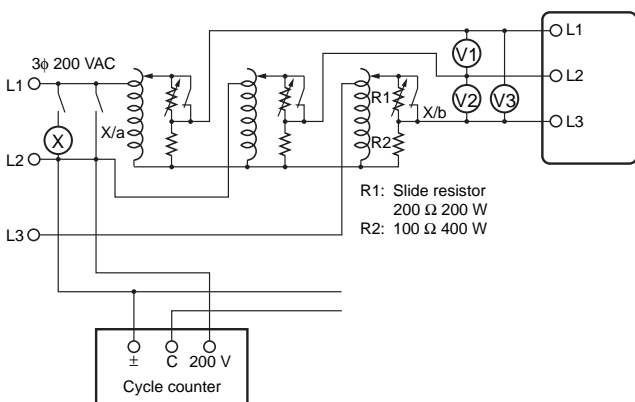 3ϕ 200 VAC
L1
X
X/a
L2
L3
R1
R2
X/b
V1
V2
V3
L1
L2
L3
R1: Slide resistor
200 Ω 200 W
R2: 100 Ω 400 W
± C 200 V
Cycle counter